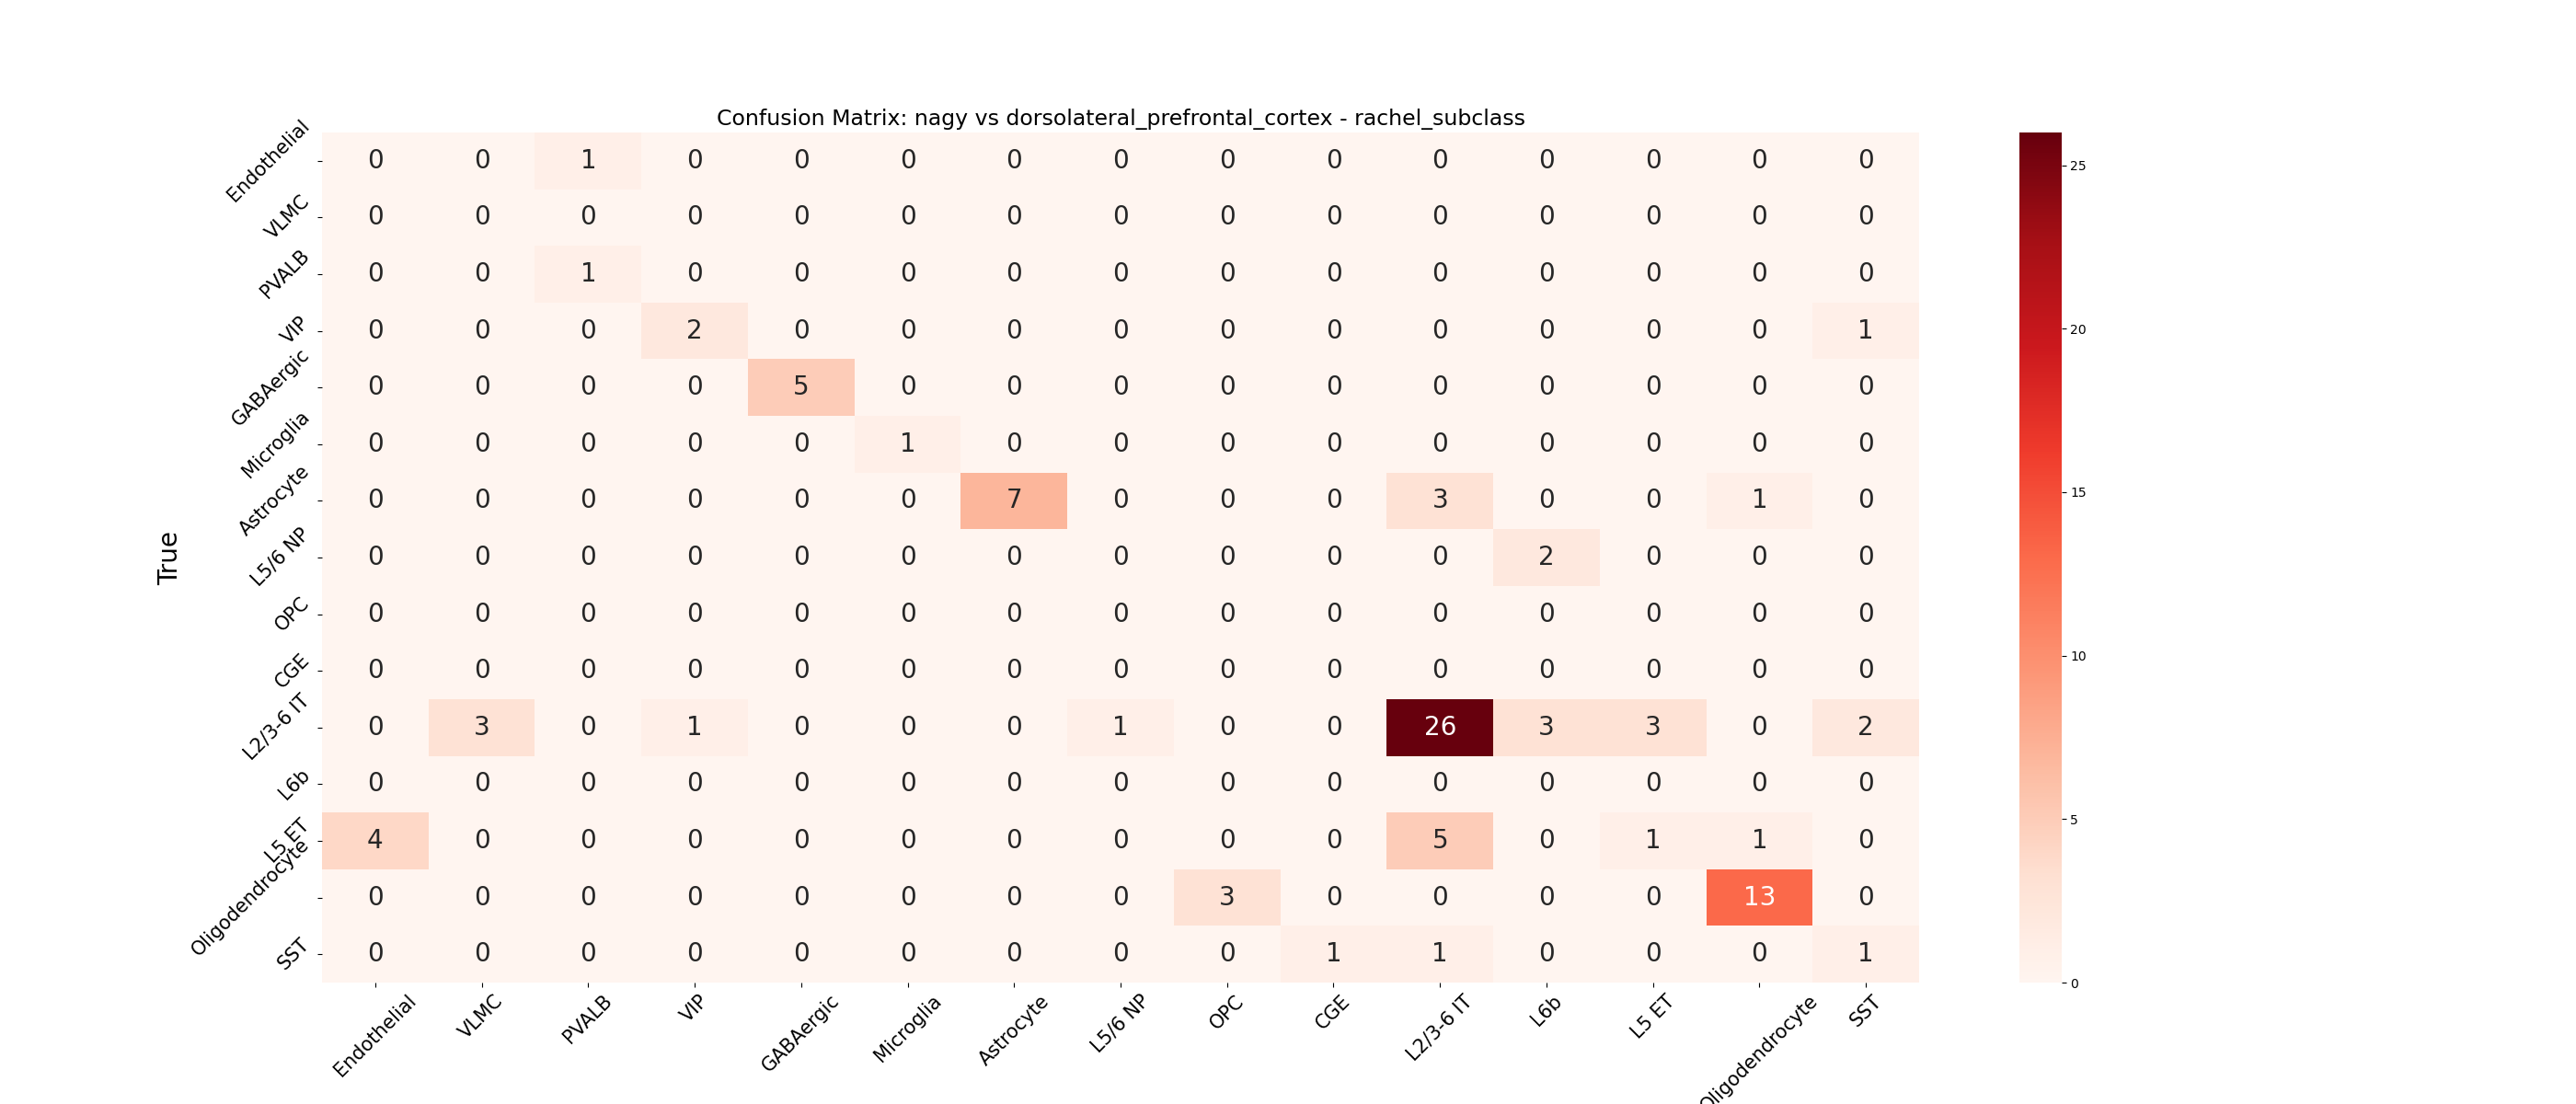 Confusion Matrix: nagy vs dorsolateral_prefrontal_cortex - rachel_subclass
True
Endothelial 0 0 1 0 0 0 0 0 0 0 0 0 0 0 0
VLMC 0 0 0 0 0 0 0 0 0 0 0 0 0 0 0
PVALB 0 0 1 0 0 0 0 0 0 0 0 0 0 0 0
VIP 0 0 0 2 0 0 0 0 0 0 0 0 0 0 1
GABAergic 0 0 0 0 5 0 0 0 0 0 0 0 0 0 0
Microglia 0 0 0 0 0 1 0 0 0 0 0 0 0 0 0
Astrocyte 0 0 0 0 0 0 7 0 0 0 3 0 0 1 0
L5/6 NP 0 0 0 0 0 0 0 0 0 0 0 2 0 0 0
OPC 0 0 0 0 0 0 0 0 0 0 0 0 0 0 0
CGE 0 0 0 0 0 0 0 0 0 0 0 0 0 0 0
L2/3-6 IT 0 3 0 1 0 0 0 1 0 0 26 3 3 0 2
L6b 0 0 0 0 0 0 0 0 0 0 0 0 0 0 0
L5 ET 4 0 0 0 0 0 0 0 0 0 5 0 1 1 0
Oligodendrocyte 0 0 0 0 0 0 0 0 3 0 0 0 0 13 0
SST 0 0 0 0 0 0 0 0 0 1 1 0 0 0 1
Endothelial VLMC PVALB VIP GABAergic Microglia Astrocyte L5/6 NP OPC CGE L2/3-6 IT L6b L5 ET Oligodendrocyte SST
25
20
15
10
5
0